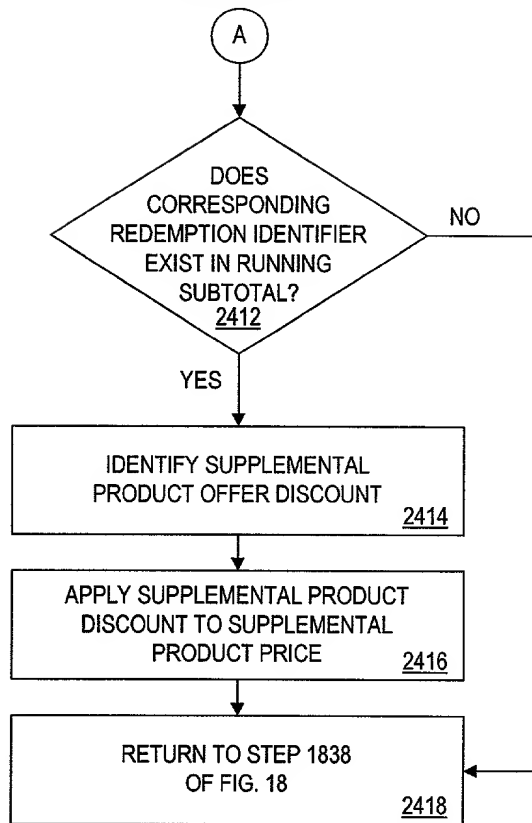 A
DOES
CORRESPONDING
REDEMPTION IDENTIFIER
EXIST IN RUNNING
SUBTOTAL?
2412
NO
YES
IDENTIFY SUPPLEMENTAL
PRODUCT OFFER DISCOUNT
2414
APPLY SUPPLEMENTAL PRODUCT
DISCOUNT TO SUPPLEMENTAL
PRODUCT PRICE
2416
RETURN TO STEP 1838
OF FIG. 18
2418